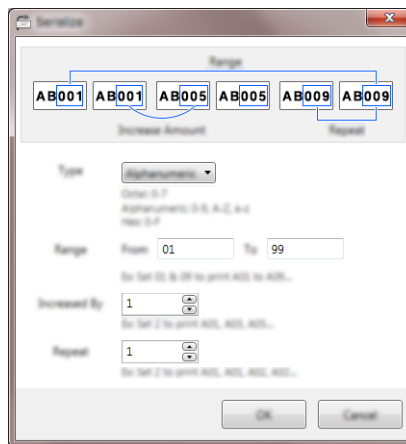 Serialize
Range
AB001 AB001 AB005 AB005 AB009 AB009
Increase Amount Repeat
Type Alphanumeric
Octal 0-7
Alphanumeric 0-9, A-Z, a-z
Hex 0-F
Range From 01 To 99
Ex: Set 01 & 09 to print A01 to A09...
Increased By 1
Ex: Set 2 to print A01, A03, A05...
Repeat 1
Ex: Set 2 to print A01, A01, A02, A02...
OK Cancel